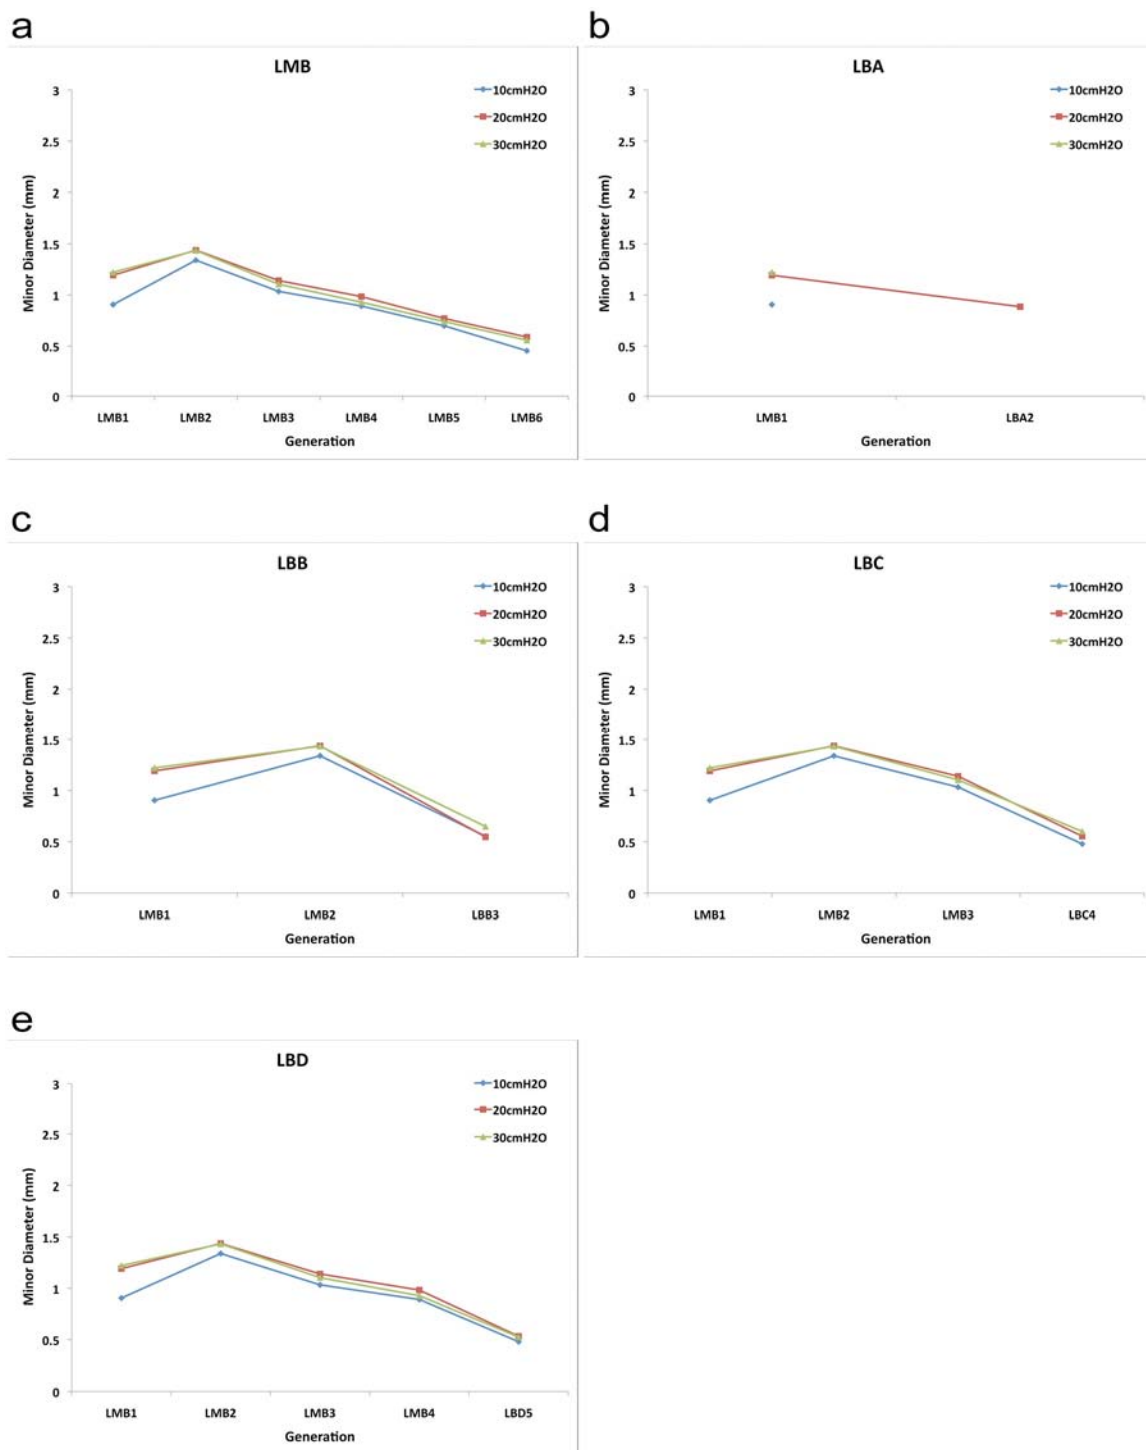 a
LMB
3
2.5
2
1.5
1
0.5
0
Minor Diameter (mm)
10cmH2O
20cmH2O
30cmH2O
LMB1 LMB2 LMB3 LMB4 LMB5 LMB6
Generation
b
LBA
3
2.5
2
1.5
1
0.5
0
Minor Diameter (mm)
10cmH2O
20cmH2O
30cmH2O
LMB1 LBA2
Generation
c
LBB
3
2.5
2
1.5
1
0.5
0
Minor Diameter (mm)
10cmH2O
20cmH2O
30cmH2O
LMB1 LMB2 LBB3
Generation
d
LBC
3
2.5
2
1.5
1
0.5
0
Minor Diameter (mm)
10cmH2O
20cmH2O
30cmH2O
LMB1 LMB2 LMB3 LBC4
Generation
e
LBD
3
2.5
2
1.5
1
0.5
0
Minor Diameter (mm)
10cmH2O
20cmH2O
30cmH2O
LMB1 LMB2 LMB3 LMB4 LBD5
Generation